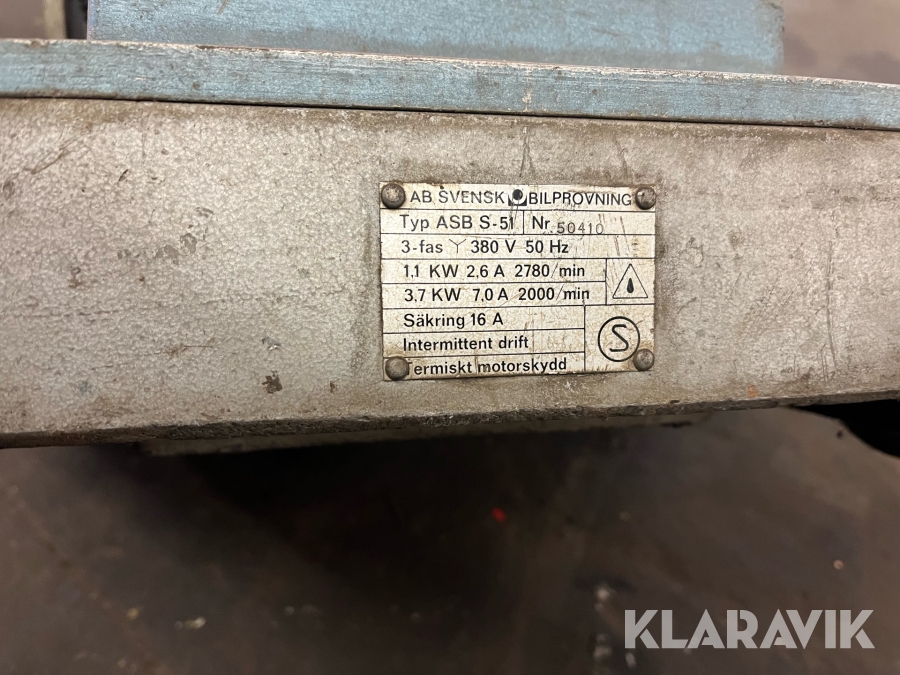 AB SVENSK BILPROVNING
Typ ASB S-51 Nr 50410
3-fas Y 380 V 50 Hz
1,1 KW 2,6 A 2780/min
3,7 KW 7,0 A 2000/min
Säkring 16 A
S
Intermittent drift
Termiskt motorskydd
KLARAVIK